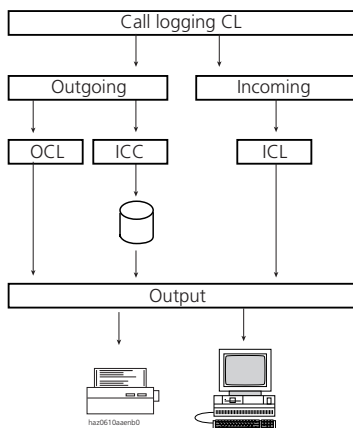 Call logging CL
Outgoing
Incoming
OCL
ICC
ICL
Output
haz0610aaenb0